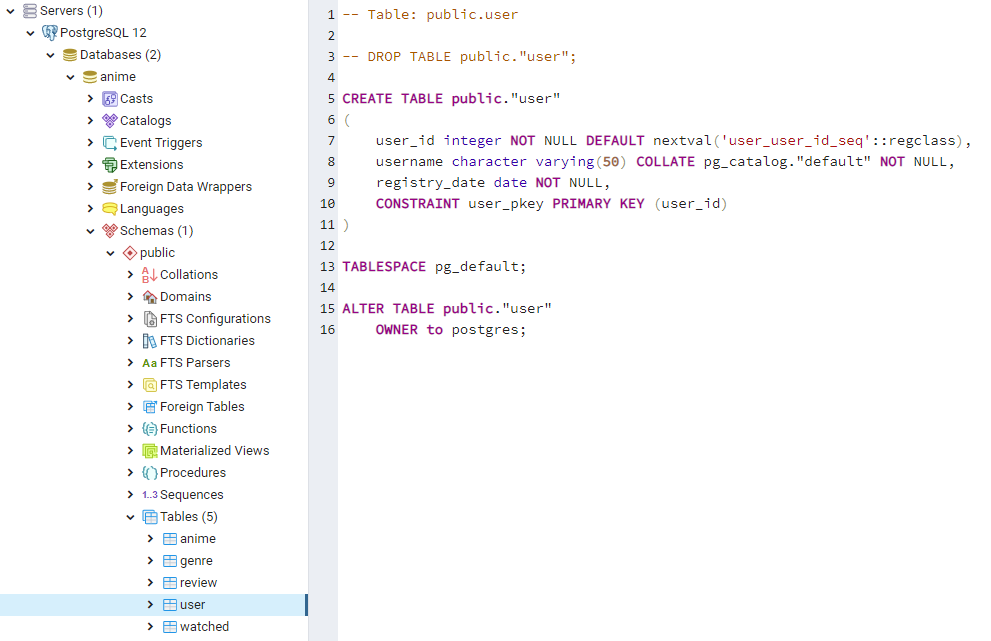 Servers (1)
PostgreSQL 12
Databases (2)
anime
Casts
Catalogs
Event Triggers
Extensions
Foreign Data Wrappers
Languages
Schemas (1)
public
Collations
Domains
FTS Configurations
FTS Dictionaries
Aa FTS Parsers
FTS Templates
Foreign Tables
Functions
Materialized Views
Procedures
1..3 Sequences
Tables (5)
anime
genre
review
user
watched
1 -- Table: public.user
2
3 -- DROP TABLE public."user";
4
5 CREATE TABLE public."user"
6 (
7     user_id integer NOT NULL DEFAULT nextval('user_user_id_seq'::regclass),
8     username character varying(50) COLLATE pg_catalog."default" NOT NULL,
9     registry_date date NOT NULL,
10     CONSTRAINT user_pkey PRIMARY KEY (user_id)
11 )
12
13 TABLESPACE pg_default;
14
15 ALTER TABLE public."user"
16     OWNER to postgres;